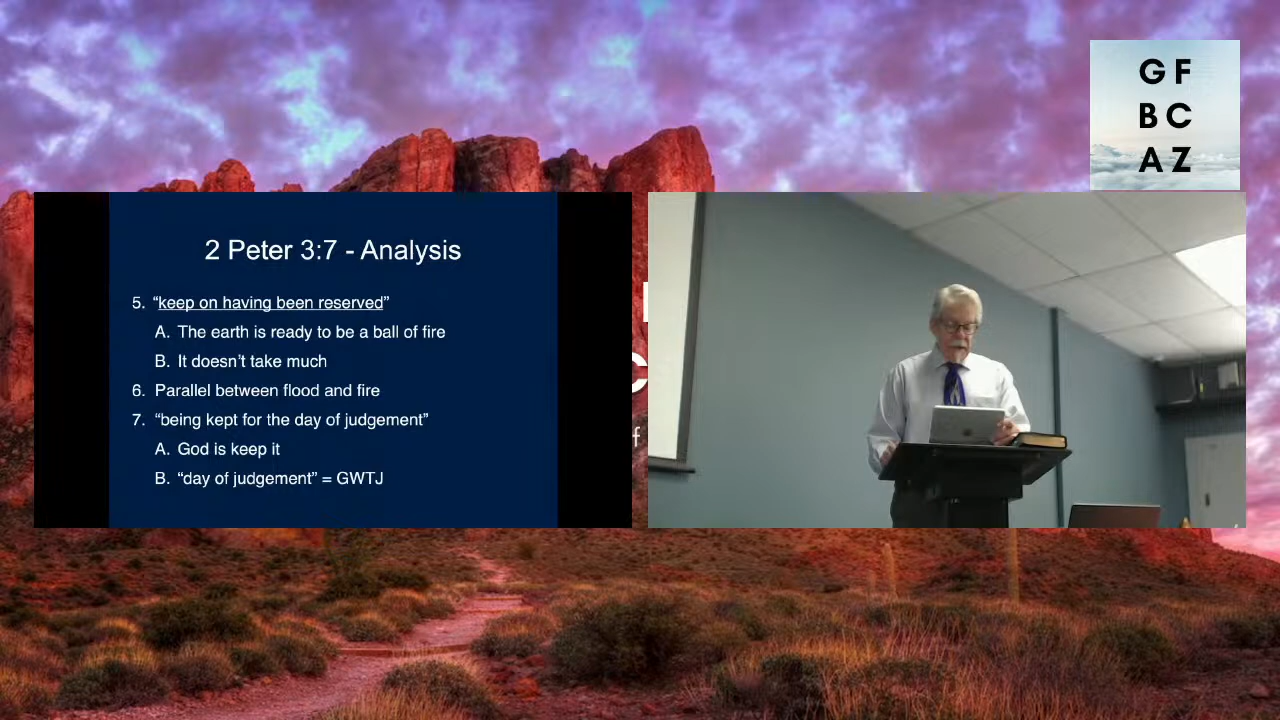 G F
B C
A Z
2 Peter 3:7 - Analysis
5. “keep on having been reserved”
A. The earth is ready to be a ball of fire
B. It doesn’t take much
6. Parallel between flood and fire
7. “being kept for the day of judgement”
A. God is keep it
B. “day of judgement” = GWTJ